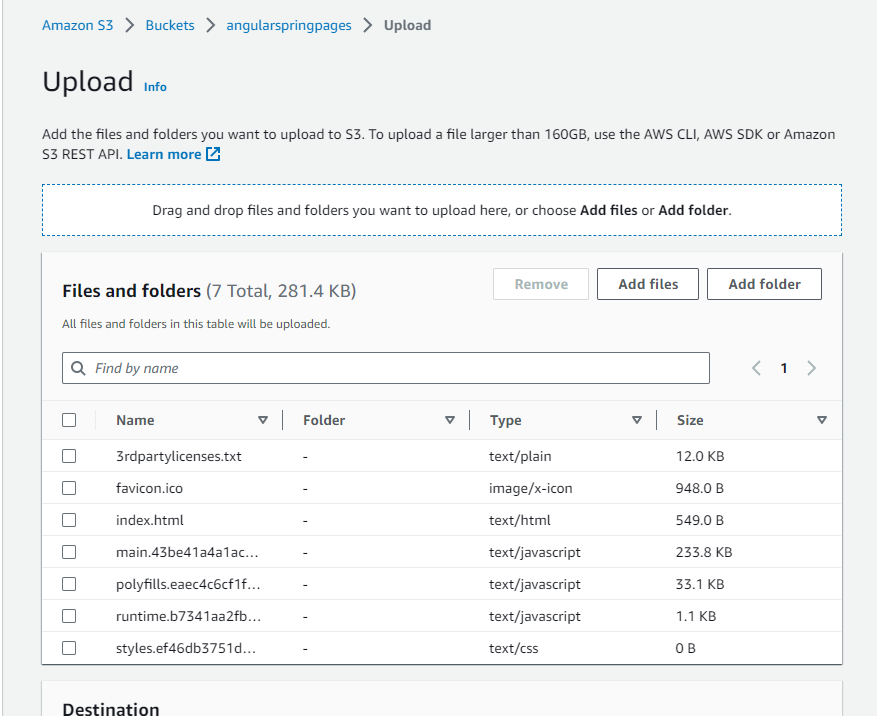 Amazon S3 > Buckets > angularspringpages > Upload
Upload Info
Add the files and folders you want to upload to S3. To upload a file larger than 160GB, use the AWS CLI, AWS SDK or Amazon
S3 REST API. Learn more
Drag and drop files and folders you want to upload here, or choose Add files or Add folder.
Files and folders (7 Total, 281.4 KB) Remove Add files Add folder
All files and folders in this table will be uploaded.
Find by name < 1 >
Name Folder Type Size
3rdpartylicenses.txt - text/plain 12.0 KB
favicon.ico - image/x-icon 948.0 B
index.html - text/html 549.0 B
main.43be41a4a1ac... - text/javascript 233.8 KB
polyfills.eaec4c6cf1f... - text/javascript 33.1 KB
runtime.b7341aa2fb... - text/javascript 1.1 KB
styles.ef46db3751d... - text/css 0 B
Destination